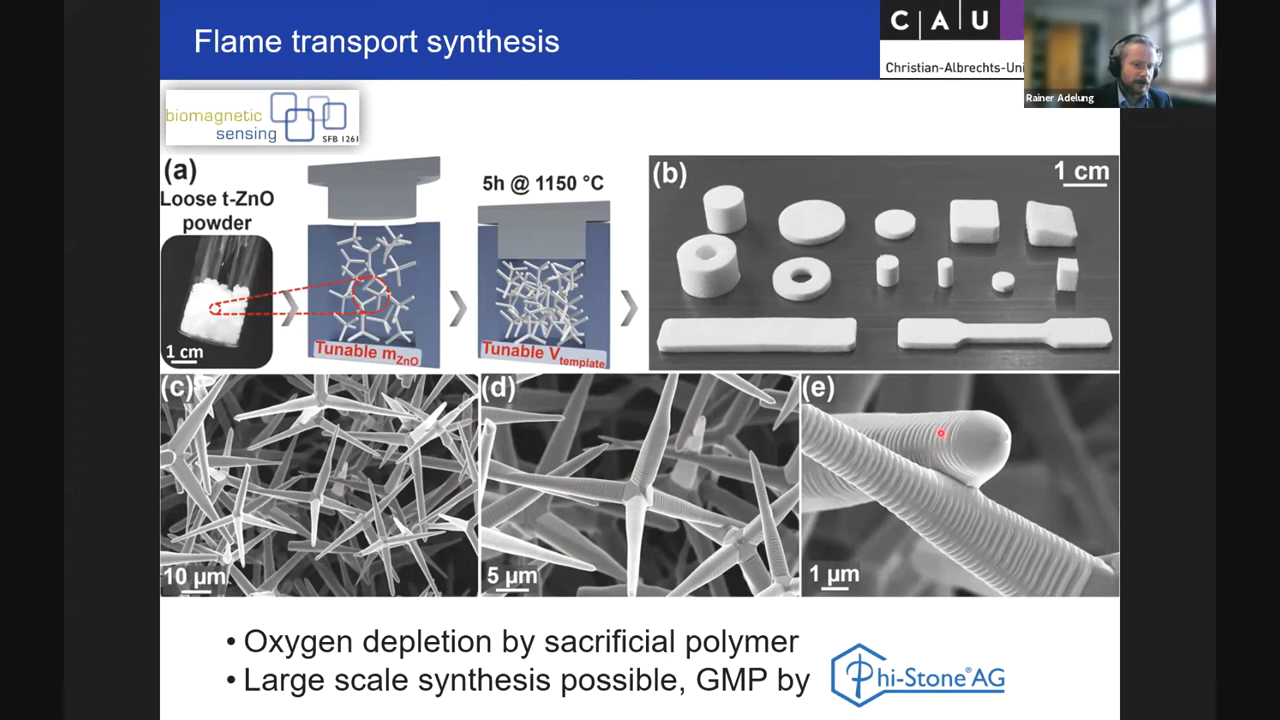 Flame transport synthesis
C A U
Christian-Albrechts-Uni
Rainer Adelung
biomagnetic
sensing
SFB 1261
(a)
Loose t-ZnO
powder
1 cm
Tunable mZnO
5h @ 1150 °C
Tunable Vtemplate
(b)
1 cm
(c)
10 µm
(d)
5 µm
(e)
1 µm
• Oxygen depletion by sacrificial polymer
• Large scale synthesis possible, GMP by
Phi-Stone® AG